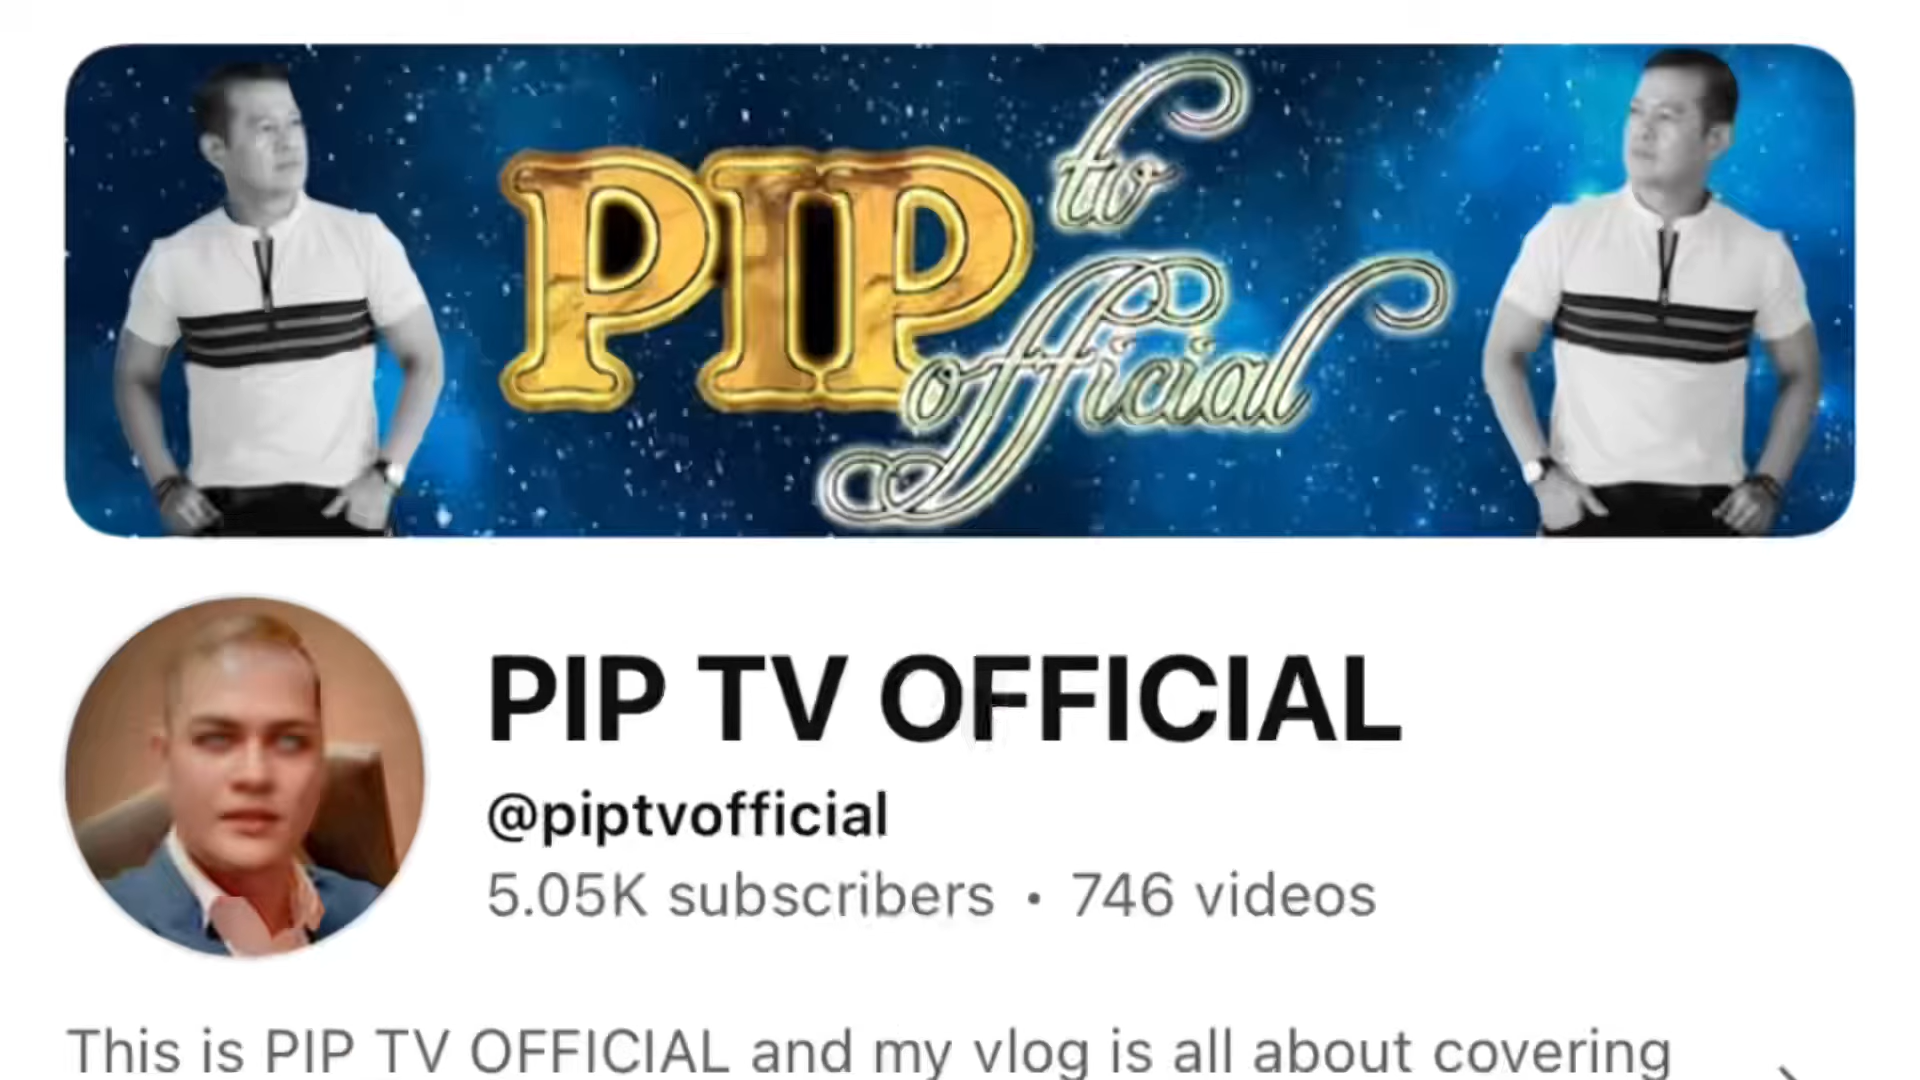 PIP tv
official
PIP TV OFFICIAL
@piptvofficial
5.05K subscribers • 746 videos
This is PIP TV OFFICIAL and my vlog is all about covering